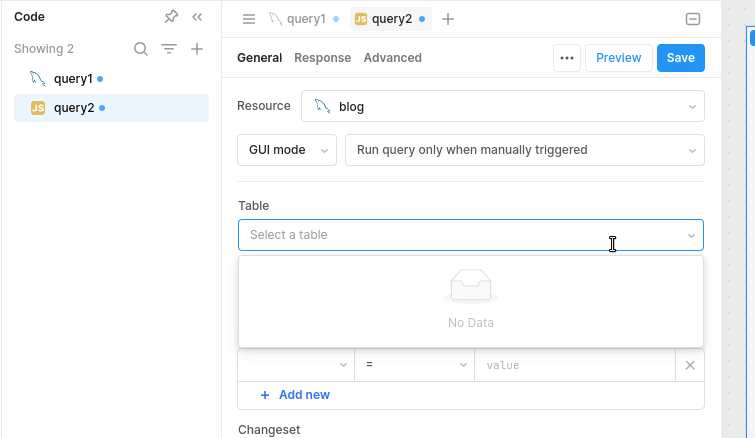 Code
Showing 2
query1
JS query2
query1
JS query2
General Response Advanced
... Preview Save
Resource blog
GUI mode Run query only when manually triggered
Table
Select a table
No Data
= value
+ Add new
Changeset